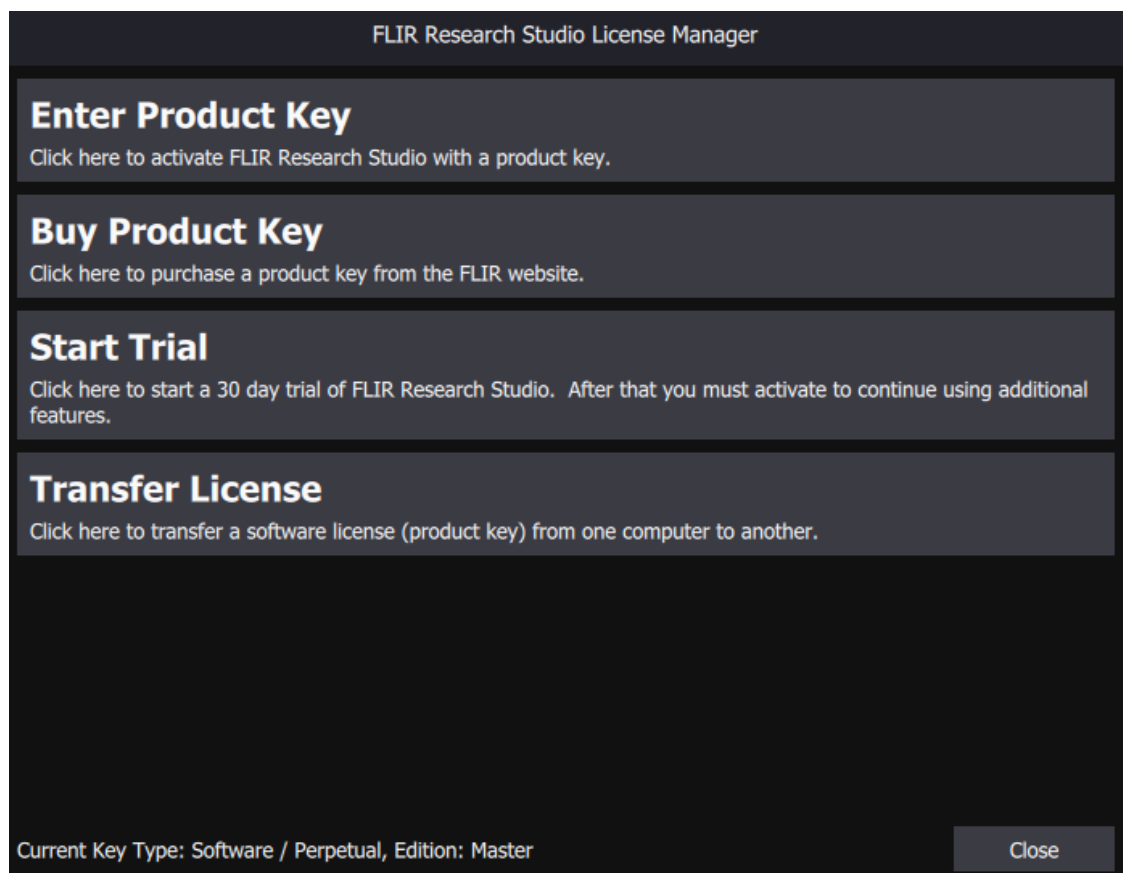 FLIR Research Studio License Manager
Enter Product Key
Click here to activate FLIR Research Studio with a product key.
Buy Product Key
Click here to purchase a product key from the FLIR website.
Start Trial
Click here to start a 30 day trial of FLIR Research Studio.  After that you must activate to continue using additional
features.
Transfer License
Click here to transfer a software license (product key) from one computer to another.
Current Key Type: Software / Perpetual, Edition: Master
Close